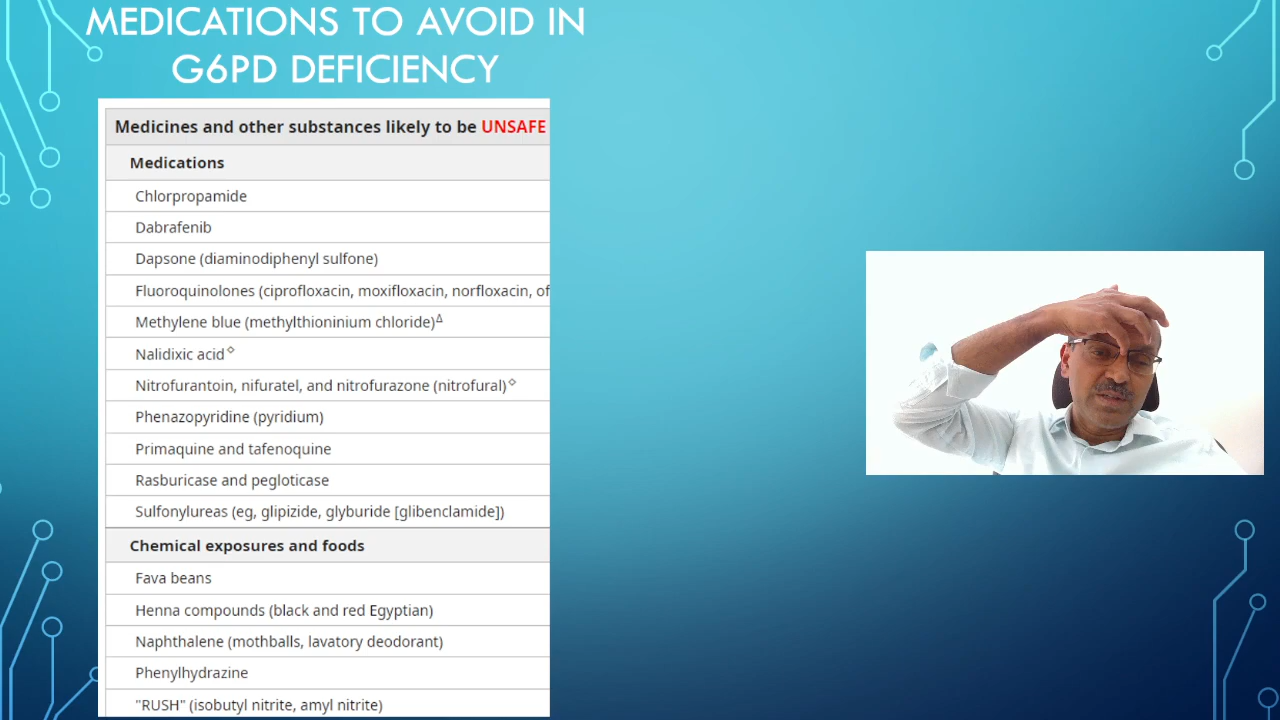 MEDICATIONS TO AVOID IN
G6PD DEFICIENCY
Medicines and other substances likely to be UNSAFE
Medications
Chlorpropamide
Dabrafenib
Dapsone (diaminodiphenyl sulfone)
Fluoroquinolones (ciprofloxacin, moxifloxacin, norfloxacin, of
Methylene blue (methylthioninium chloride)Δ
Nalidixic acid◇
Nitrofurantoin, nifuratel, and nitrofurazone (nitrofural)◇
Phenazopyridine (pyridium)
Primaquine and tafenoquine
Rasburicase and pegloticase
Sulfonylureas (eg, glipizide, glyburide [glibenclamide])
Chemical exposures and foods
Fava beans
Henna compounds (black and red Egyptian)
Naphthalene (mothballs, lavatory deodorant)
Phenylhydrazine
"RUSH" (isobutyl nitrite, amyl nitrite)